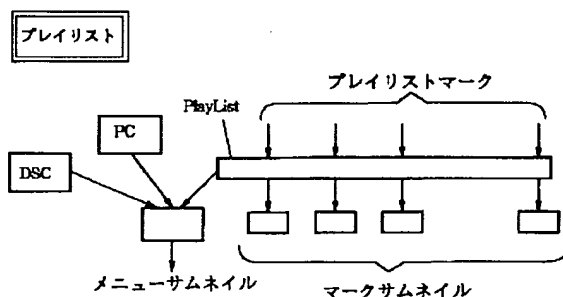 プレイリスト
プレイリストマーク
PlayList
PC
DSC
メニューサムネイル
マークサムネイル